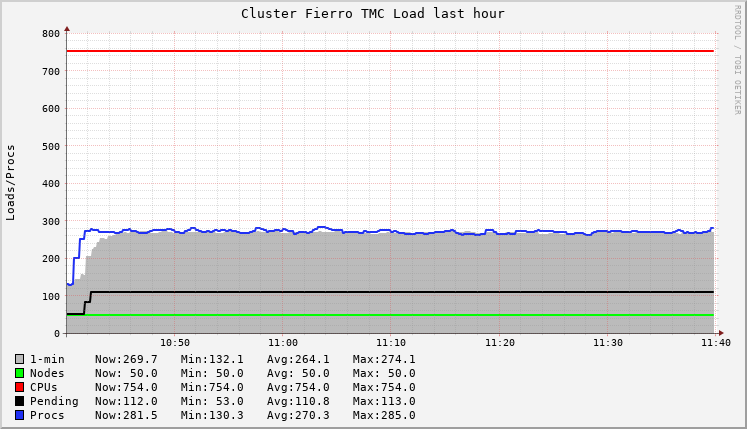 Cluster Fierro TMC Load last hour
RRDTOOL / TOBI OETIKER
Loads/Procs
800
700
600
500
400
300
200
100
0
10:50 11:00 11:10 11:20 11:30 11:40
1-min Now:269.7 Min:132.1 Avg:264.1 Max:274.1
Nodes Now: 50.0 Min: 50.0 Avg: 50.0 Max: 50.0
CPUs Now:754.0 Min:754.0 Avg:754.0 Max:754.0
Pending Now:112.0 Min: 53.0 Avg:110.8 Max:113.0
Procs Now:281.5 Min:130.3 Avg:270.3 Max:285.0